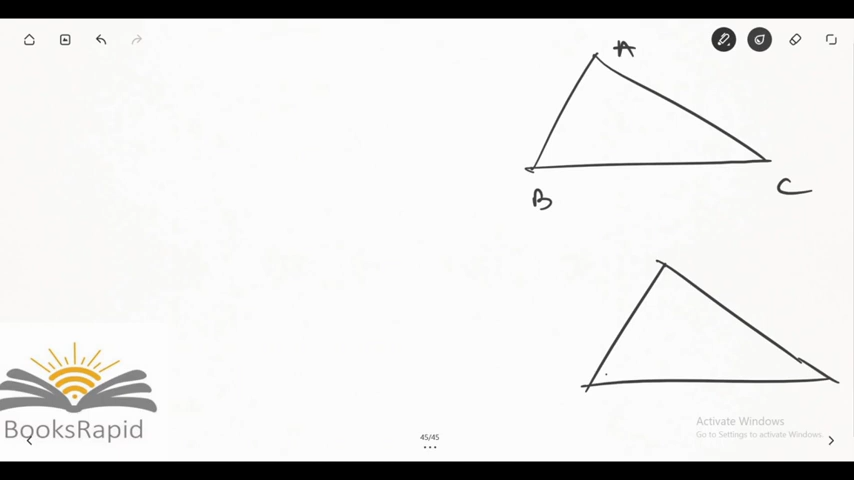 A
B
C
BooksRapid
Activate Windows
Go to Settings to activate Windows.
45/45